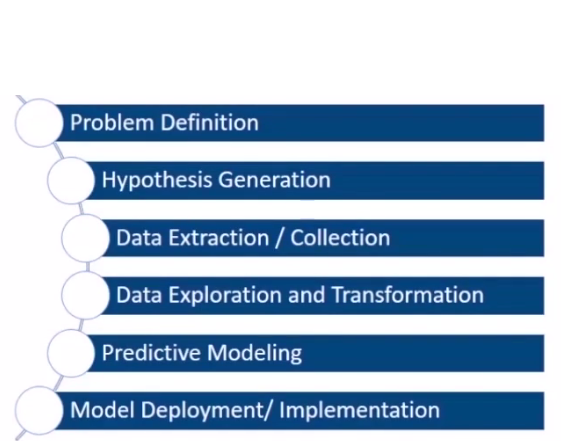 Problem Definition
Hypothesis Generation
Data Extraction / Collection
Data Exploration and Transformation
Predictive Modeling
Model Deployment/ Implementation